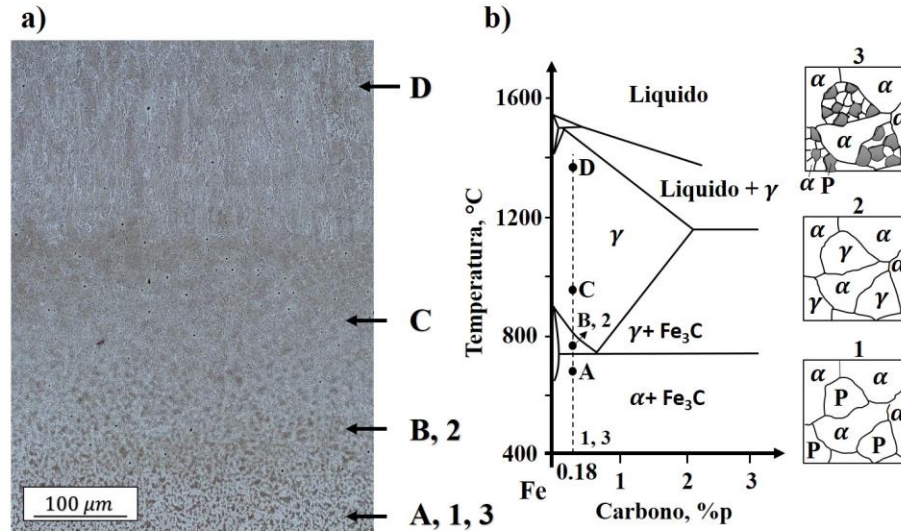 a)
D
C
B, 2
A, 1, 3
100 μm
b)
Temperatura, °C
1600
1200
800
400
Liquido
Liquido + γ
D
γ
C
B, 2
γ + Fe₃C
A
α + Fe₃C
1, 3
Fe
0.18
1
2
3
Carbono, %p
3
α
α
α
α
α P
2
α
γ
α
α
α
γ
γ
1
α
α
P
α
α
P
P